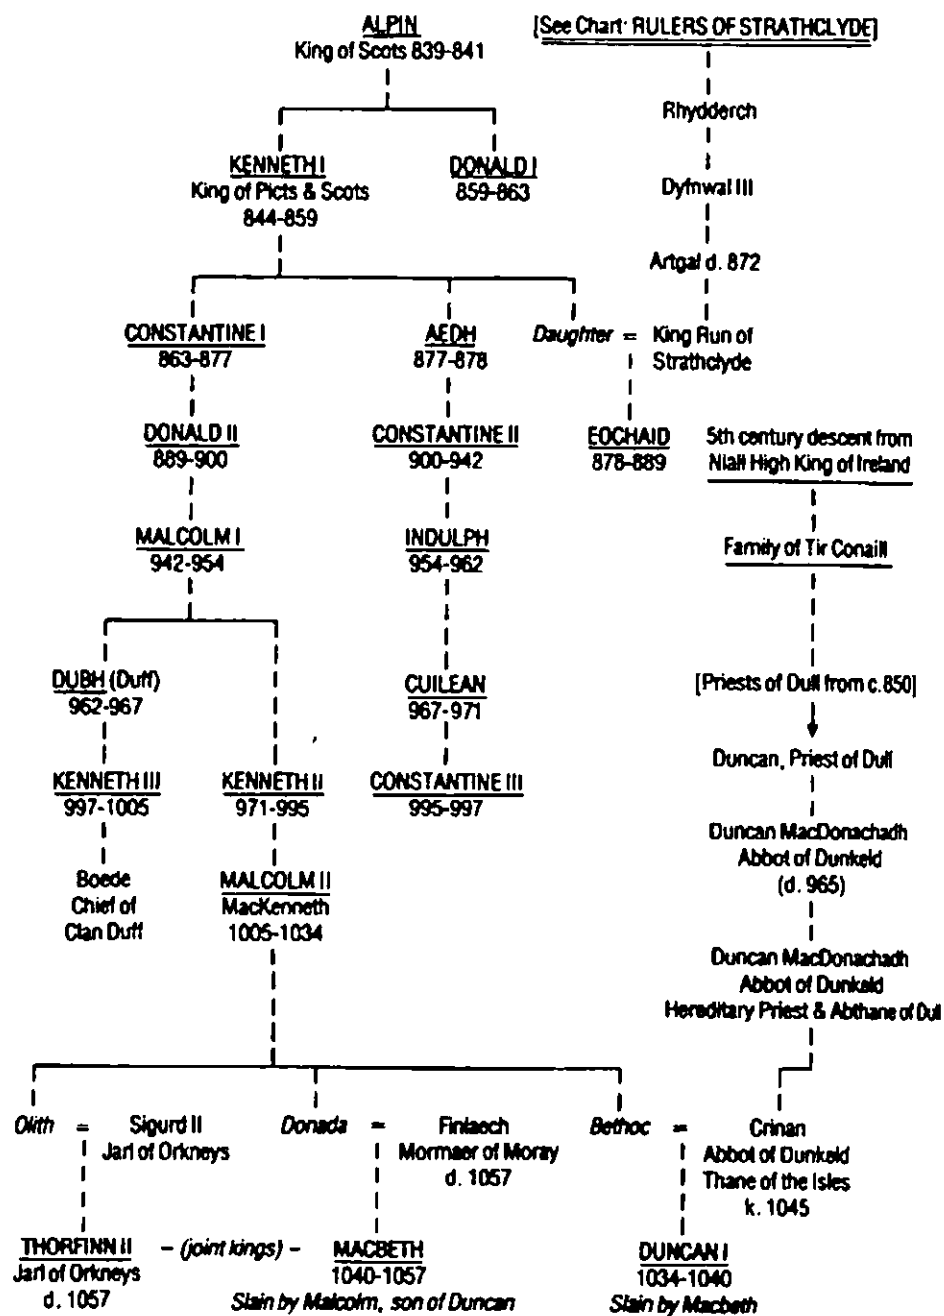 ALPIN
King of Scots 839-841
[See Chart: RULERS OF STRATHCLYDE]
Rhydderch
KENNETH I
King of Picts & Scots
844-859
DONALD I
859-863
Dyfnwal III
Artgal d. 872
CONSTANTINE I
863-877
AEDH
877-878
Daughter = King Run of
Strathclyde
DONALD II
889-900
CONSTANTINE II
900-942
EOCHAID
878-889
5th century descent from
Niall High King of Ireland
MALCOLM I
942-954
INDULPH
954-962
Family of Tir Conaill
DUBH (Duff)
962-967
CUILEAN
967-971
[Priests of Dull from c.850]
KENNETH III
997-1005
KENNETH II
971-995
CONSTANTINE III
995-997
Duncan, Priest of Dull
Boede
Chief of
Clan Duff
MALCOLM II
MacKenneth
1005-1034
Duncan MacDonachadh
Abbot of Dunkeld
(d. 965)
Duncan MacDonachadh
Abbot of Dunkeld
Hereditary Priest & Abthane of Dull
Olith = Sigurd II
Jarl of Orkneys
Donada = Finlaech
Mormaer of Moray
d. 1057
Bethoc = Crinan
Abbot of Dunkeld
Thane of the Isles
k. 1045
THORFINN II
Jarl of Orkneys
d. 1057
– (joint kings) –
MACBETH
1040-1057
Slain by Malcolm, son of Duncan
DUNCAN I
1034-1040
Slain by Macbeth